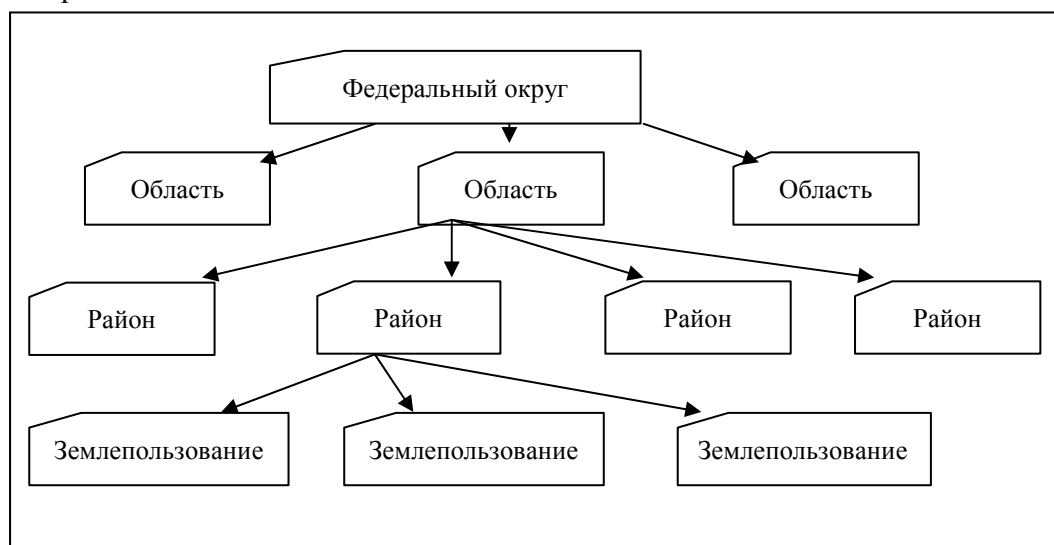 Федеральный округ
Область
Область
Область
Район
Район
Район
Район
Землепользование
Землепользование
Землепользование